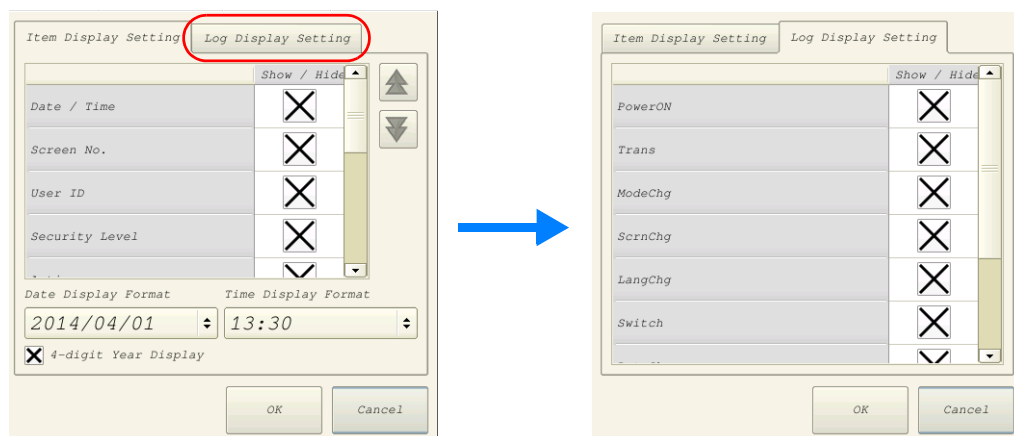 Item Display Setting
Log Display Setting
Show / Hide
Date / Time
Screen No.
User ID
Security Level
Date Display Format
Time Display Format
2014/04/01
13:30
4-digit Year Display
OK
Cancel
Item Display Setting
Log Display Setting
Show / Hide
PowerON
Trans
ModeChg
ScrnChg
LangChg
Switch
OK
Cancel